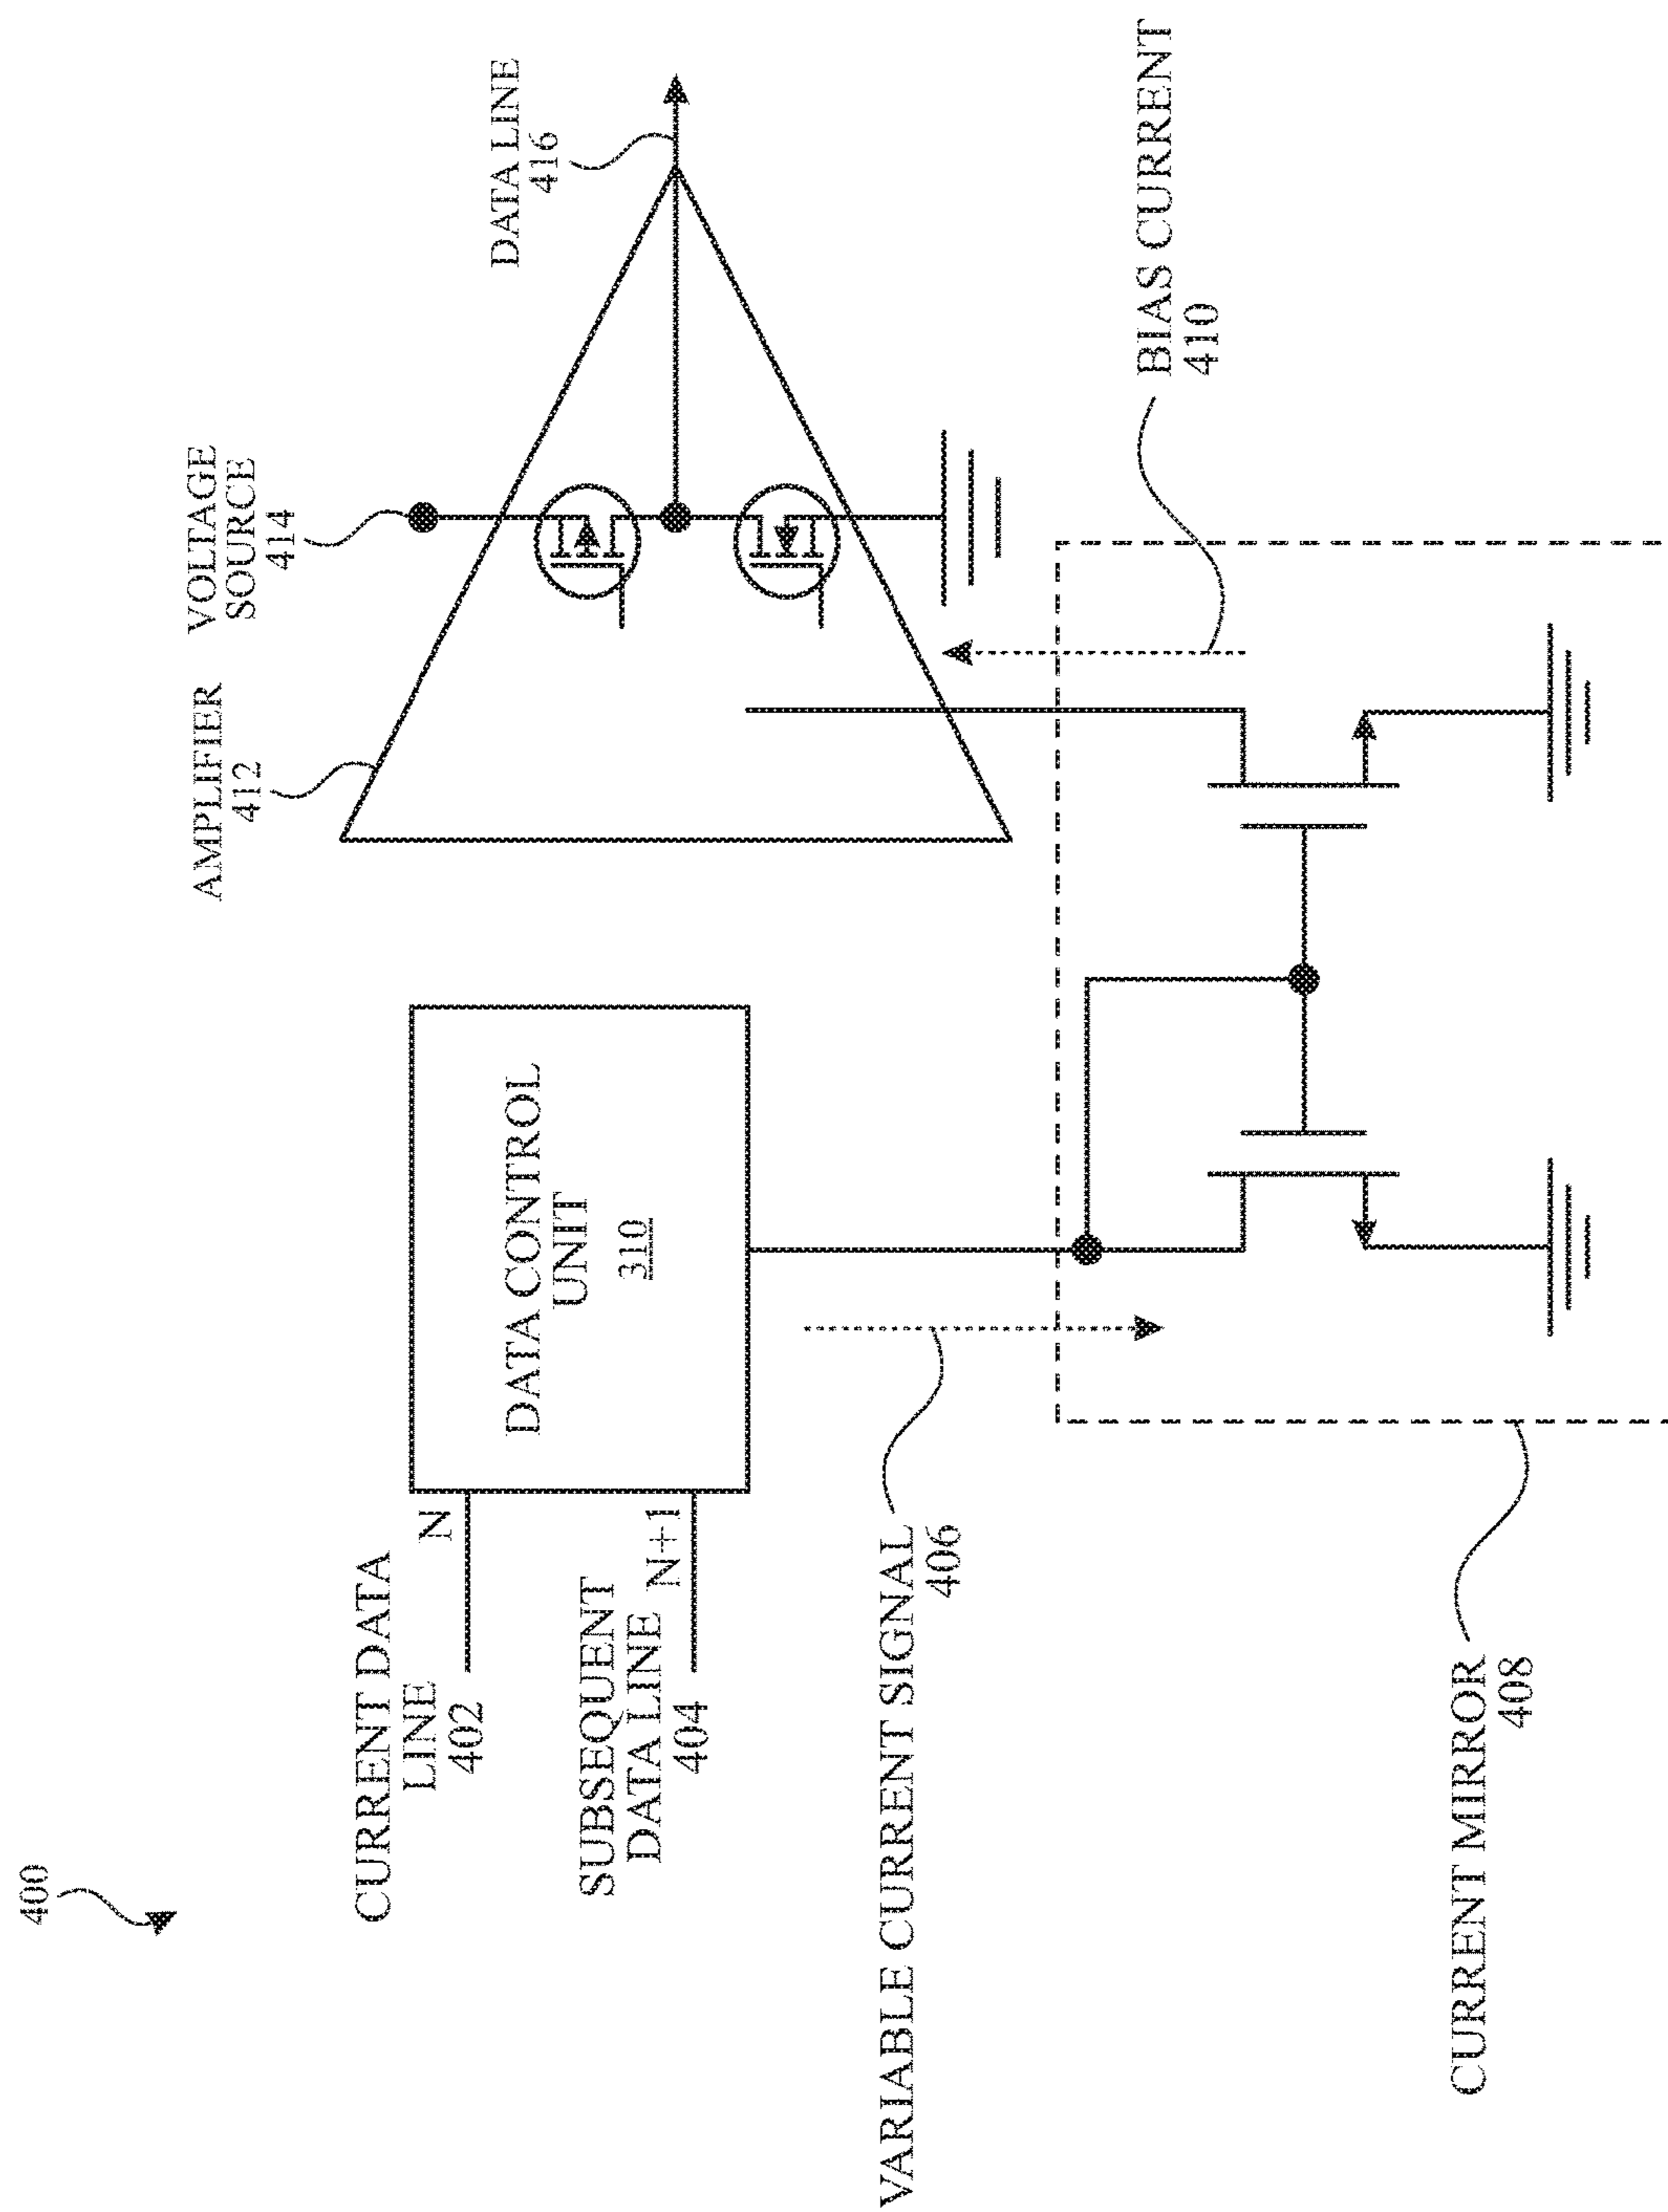 400
CURRENT DATA
LINE
402
N
SUBSEQUENT
DATA LINE
404
N+1
DATA CONTROL
UNIT
310
VARIABLE CURRENT SIGNAL
406
CURRENT MIRROR
408
AMPLIFIER
412
VOLTAGE
SOURCE
414
DATA LINE
416
BIAS CURRENT
410